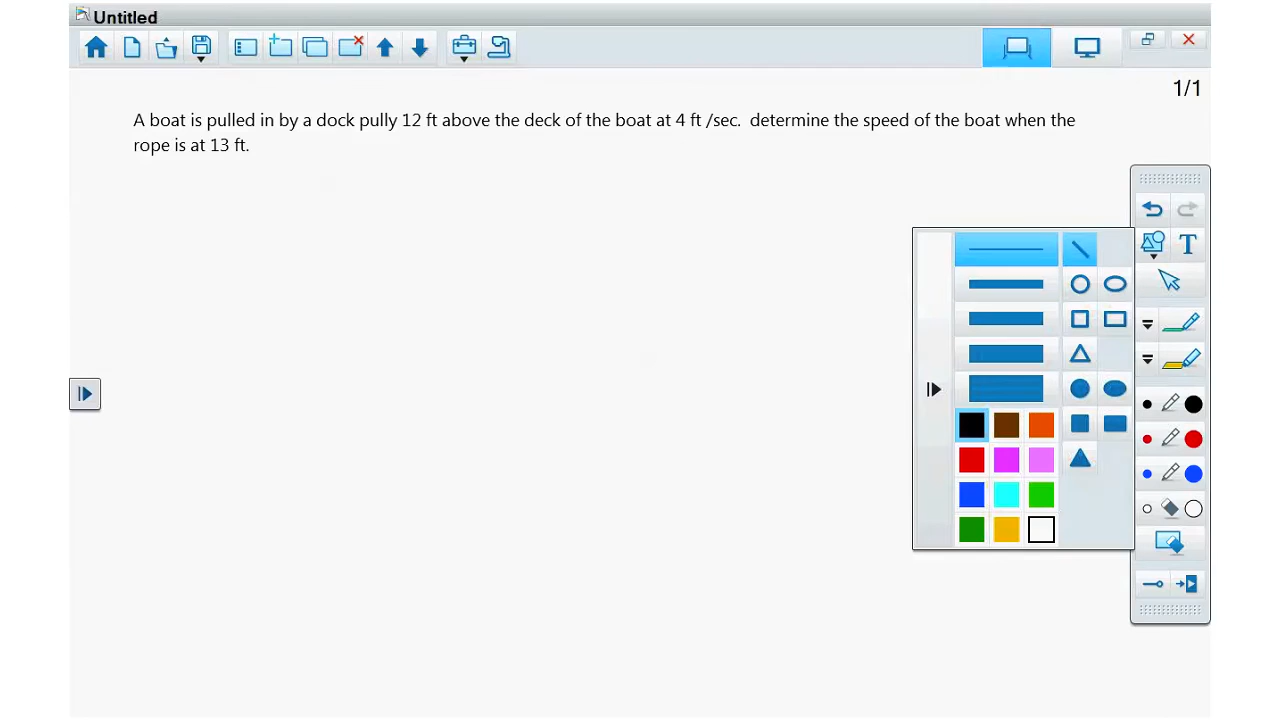 Untitled
1/1
A boat is pulled in by a dock pully 12 ft above the deck of the boat at 4 ft /sec.  determine the speed of the boat when the
rope is at 13 ft.
T